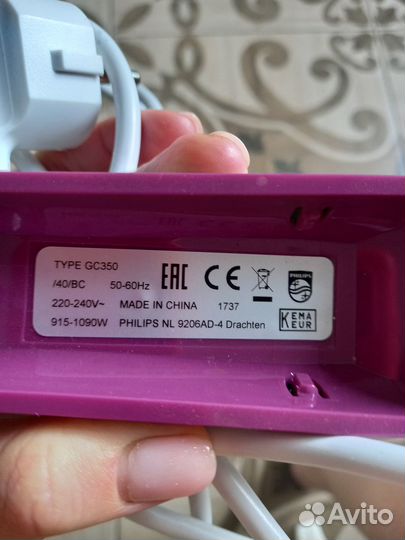 TYPE GC350
/40/BC 50-60Hz EAC CE PHILIPS
220-240V~ MADE IN CHINA 1737 KEMA
915-1090W PHILIPS NL 9206AD-4 Drachten KEUR
Avito